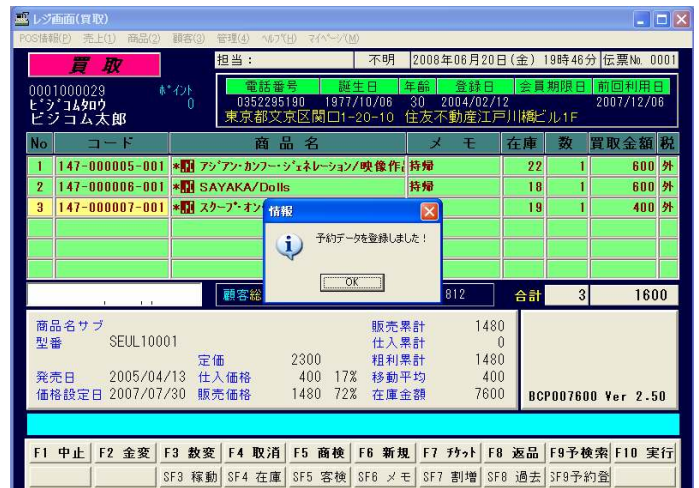 レジ画面(買取)
POS情報(P) 売上(1) 商品(2) 顧客(3) 管理(4) ヘルプ(H) マイページ(M)
買取 担当: 不明 2008年06月20日(金) 19時46分 伝票No. 0001
0001000029 ポイント 電話番号 誕生日 年齢 登録日 会員期限日 前回利用日
ビジコムタロウ 0 0352295190 1977/10/06 30 2004/02/12 2007/12/06
ビジコム太郎 東京都文京区関口1-20-10 住友不動産江戸川橋ビル1F
No コード 商品名 メモ 在庫 数 買取金額 税
1 147-000005-001 アジアン・カンフー・ジェネレーション/映像作 持帰 22 1 600 外
2 147-000006-001 SAYAKA/Dolls 持帰 18 1 600 外
3 147-000007-001 スクープ・オン 19 1 400 外
情報
予約データを登録しました!
OK
顧客総 812 合計 3 1600
商品名サブ 販売累計 1480
型番 SEUL10001 仕入累計 0
定価 2300 粗利累計 1480
発売日 2005/04/13 仕入価格 400 17% 移動平均 400
価格設定日 2007/07/30 販売価格 1480 72% 在庫金額 7600 BCP007600 Ver 2.50
F1 中止 F2 金変 F3 数変 F4 取消 F5 商検 F6 新規 F7 チケット F8 返品 F9予検索 F10 実行
SF3 稼動 SF4 在庫 SF5 客検 SF6 メモ SF7 割増 SF8 過去 SF9予約登